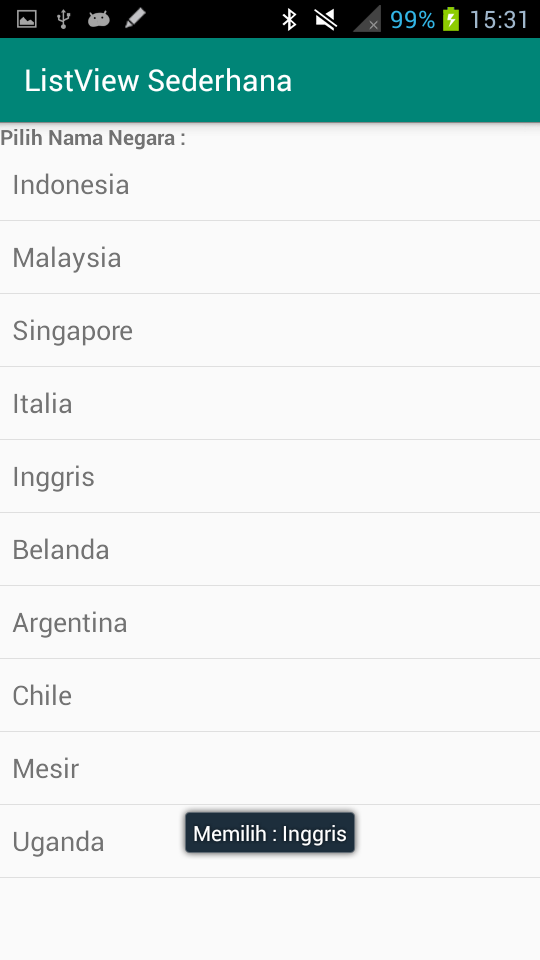 99% 15:31
ListView Sederhana
Pilih Nama Negara :
Indonesia
Malaysia
Singapore
Italia
Inggris
Belanda
Argentina
Chile
Mesir
Uganda
Memilih : Inggris